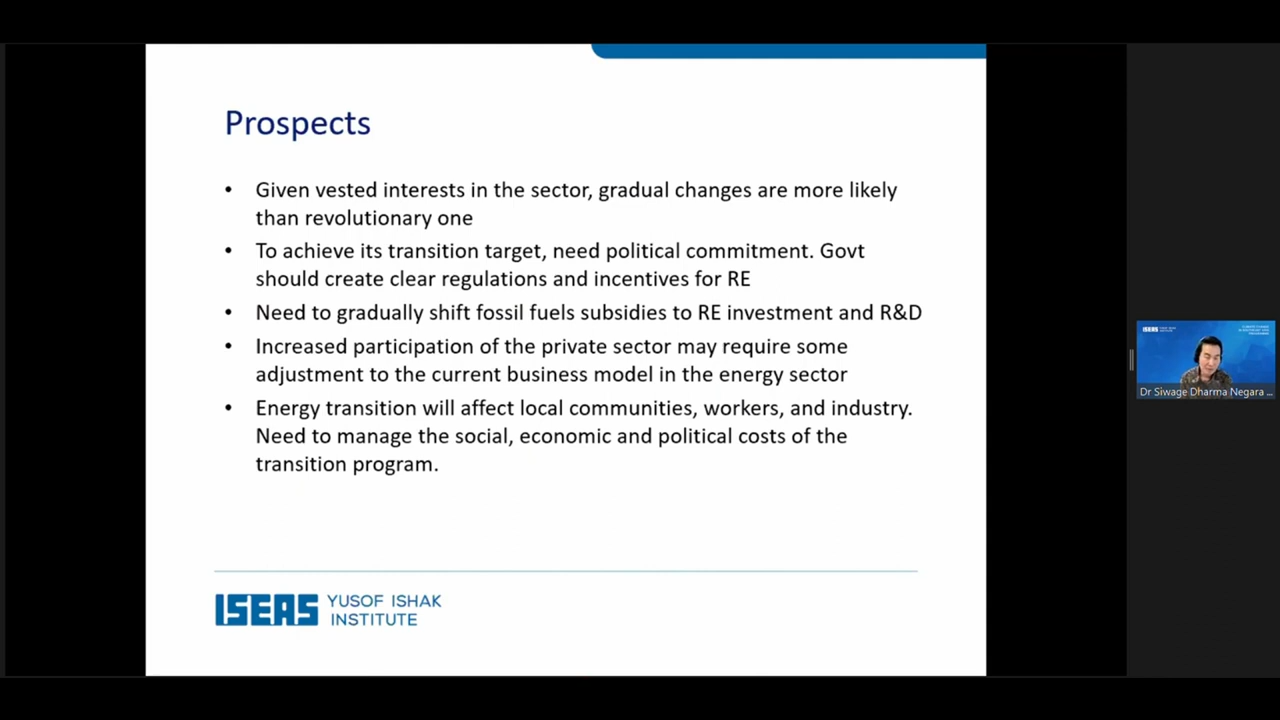 Prospects
• Given vested interests in the sector, gradual changes are more likely
than revolutionary one
• To achieve its transition target, need political commitment. Govt
should create clear regulations and incentives for RE
• Need to gradually shift fossil fuels subsidies to RE investment and R&D
• Increased participation of the private sector may require some
adjustment to the current business model in the energy sector
• Energy transition will affect local communities, workers, and industry.
Need to manage the social, economic and political costs of the
transition program.
ISEAS YUSOF ISHAK
INSTITUTE
ISEAS
Dr Siwage Dharma Negara ...